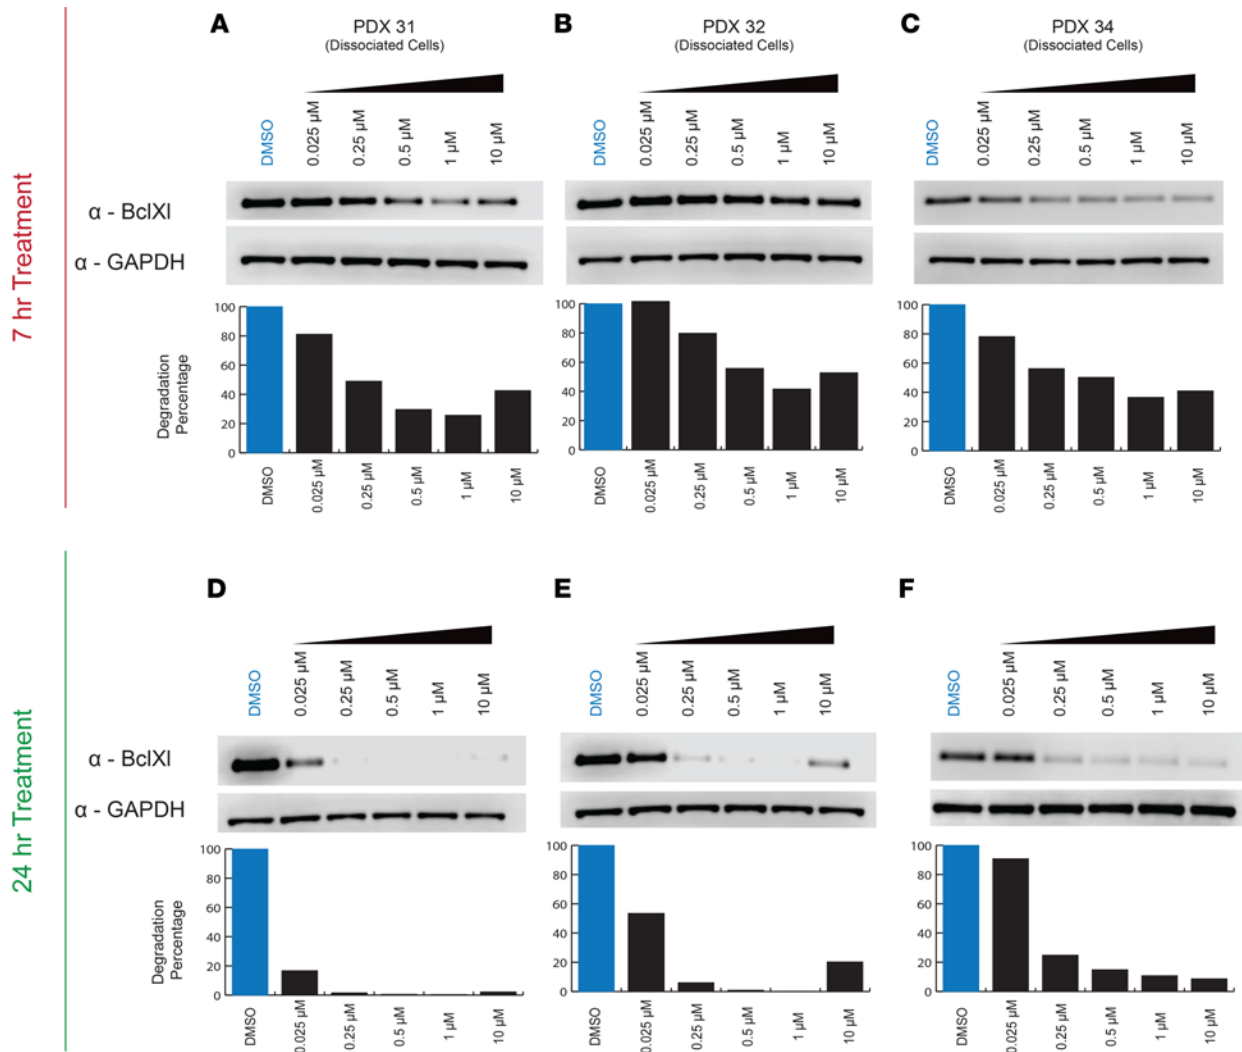 A
PDX 31
(Dissociated Cells)
B
PDX 32
(Dissociated Cells)
C
PDX 34
(Dissociated Cells)
7 hr Treatment
DMSO 0.025 µM 0.25 µM 0.5 µM 1 µM 10 µM
DMSO 0.025 µM 0.25 µM 0.5 µM 1 µM 10 µM
DMSO 0.025 µM 0.25 µM 0.5 µM 1 µM 10 µM
α - BclXl
α - GAPDH
Degradation
Percentage
100
80
60
40
20
0
DMSO 0.025 µM 0.25 µM 0.5 µM 1 µM 10 µM
100
80
60
40
20
0
DMSO 0.025 µM 0.25 µM 0.5 µM 1 µM 10 µM
100
80
60
40
20
0
DMSO 0.025 µM 0.25 µM 0.5 µM 1 µM 10 µM
24 hr Treatment
D
E
F
DMSO 0.025 µM 0.25 µM 0.5 µM 1 µM 10 µM
DMSO 0.025 µM 0.25 µM 0.5 µM 1 µM 10 µM
DMSO 0.025 µM 0.25 µM 0.5 µM 1 µM 10 µM
α - BclXl
α - GAPDH
Degradation
Percentage
100
80
60
40
20
0
DMSO 0.025 µM 0.25 µM 0.5 µM 1 µM 10 µM
100
80
60
40
20
0
DMSO 0.025 µM 0.25 µM 0.5 µM 1 µM 10 µM
100
80
60
40
20
0
DMSO 0.025 µM 0.25 µM 0.5 µM 1 µM 10 µM